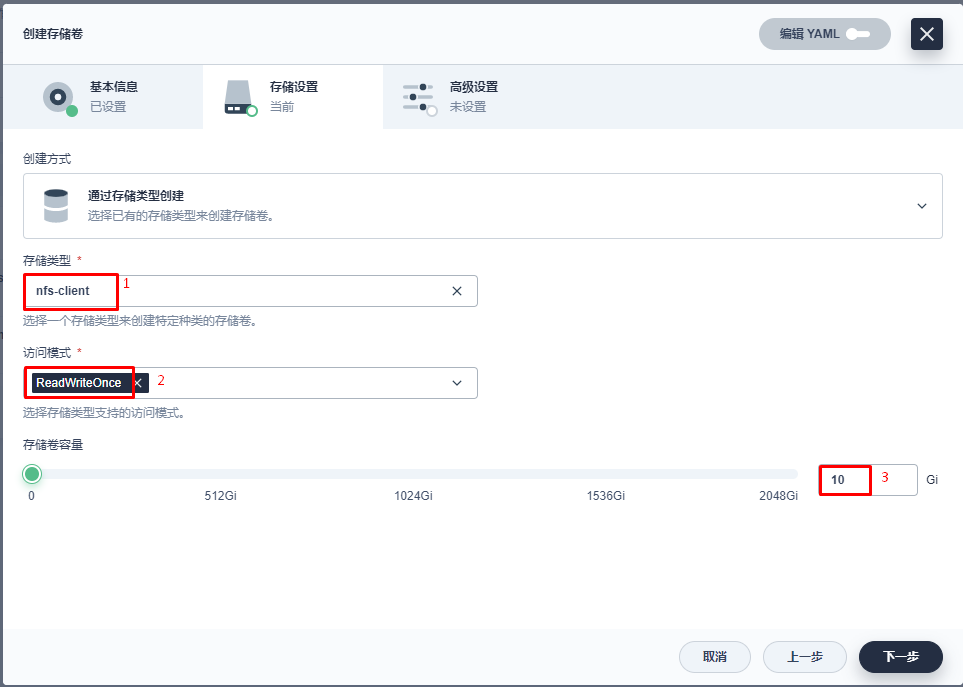 创建存储卷
编辑 YAML
基本信息
已设置
存储设置
当前
高级设置
未设置
创建方式
通过存储类型创建
选择已有的存储类型来创建存储卷。
存储类型 *
nfs-client
1
选择一个存储类型来创建特定种类的存储卷。
访问模式 *
ReadWriteOnce
2
选择存储类型支持的访问模式。
存储卷容量
10
3
Gi
0
512Gi
1024Gi
1536Gi
2048Gi
取消
上一步
下一步